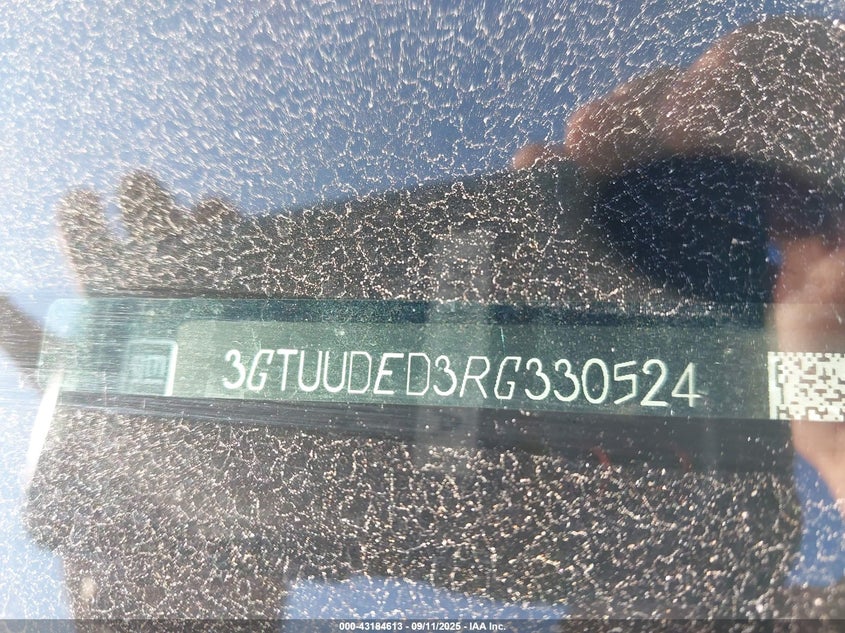 3GTUUDED3RG330524
000-43184613 - 09/11/2025 - IAA Inc.